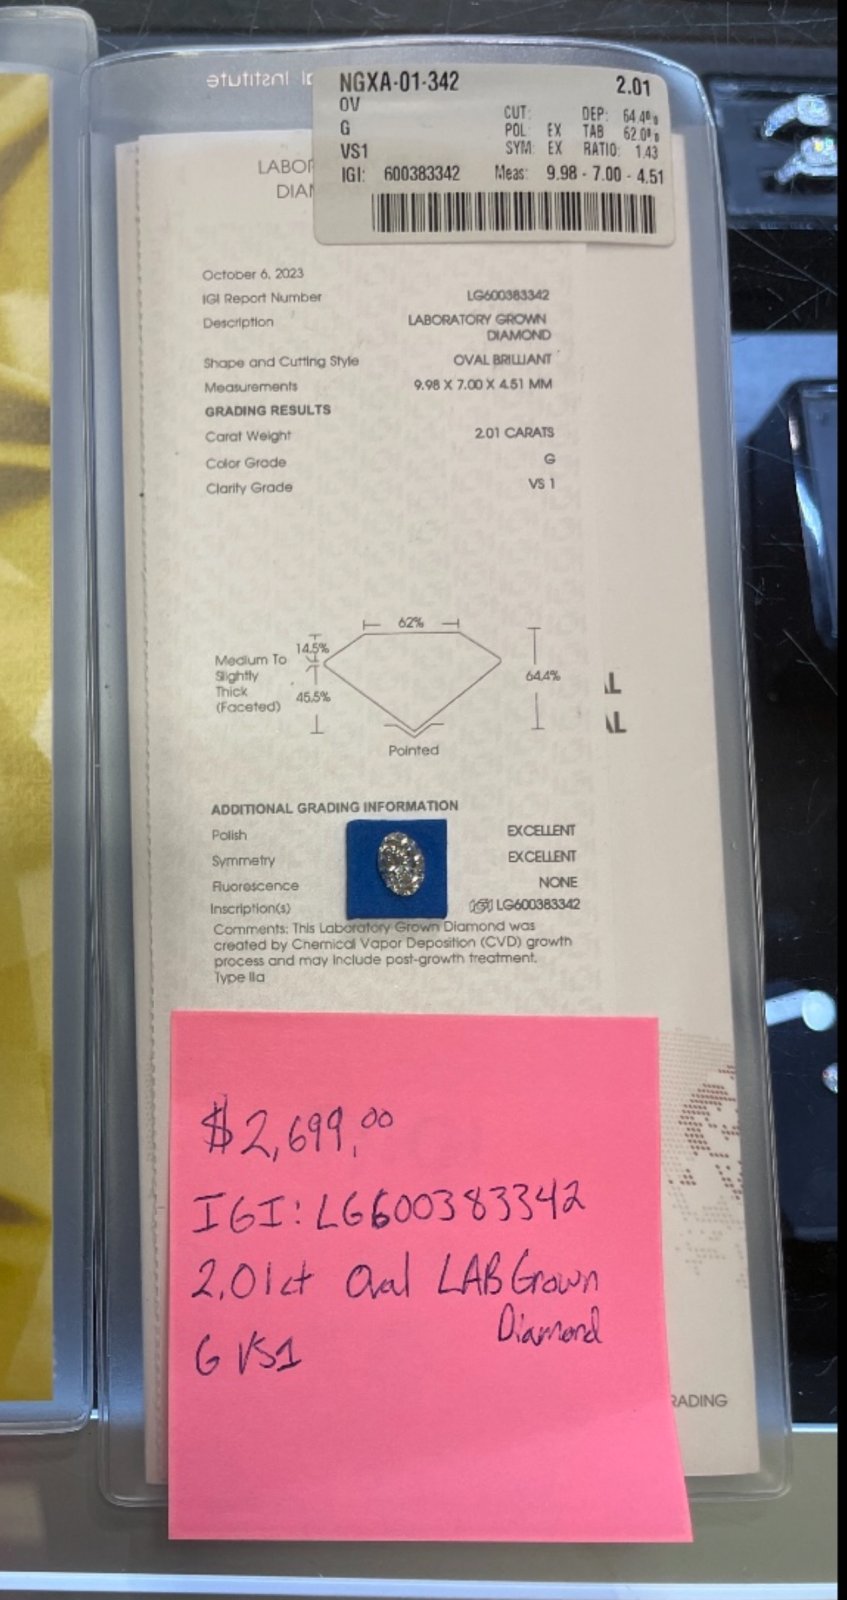 NGXA-01-342 2.01
OV
G CUT: DEP: 64.4%
VS1 POL: EX TAB 62.0%
SYM: EX RATIO: 1.43
IGI: 600383342 Meas: 9.98 - 7.00 - 4.51
October 6, 2023
IGI Report Number LG600383342
Description LABORATORY GROWN
DIAMOND
Shape and Cutting Style OVAL BRILLIANT
Measurements 9.98 X 7.00 X 4.51 MM
GRADING RESULTS
Carat Weight 2.01 CARATS
Color Grade G
Clarity Grade VS 1
62%
14.5%
Medium To
Slightly
Thick
(Faceted)
45.5%
64.4%
Pointed
ADDITIONAL GRADING INFORMATION
Polish EXCELLENT
Symmetry EXCELLENT
Fluorescence NONE
Inscription(s) LG600383342
Comments: This Laboratory Grown Diamond was
created by Chemical Vapor Deposition (CVD) growth
process and may include post-growth treatment.
Type IIa
$2,699.00
IGI: LG600383342
2.01ct Oval LAB Grown
Diamond
G VS1